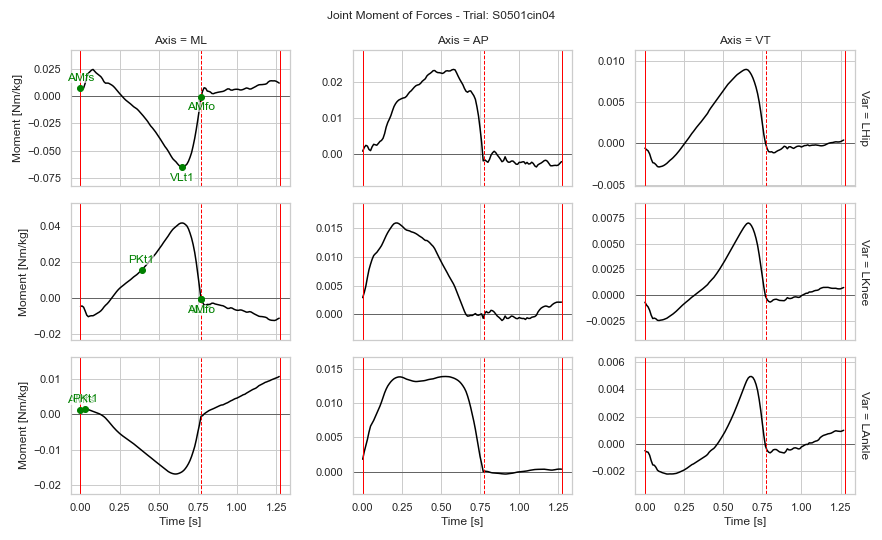 Joint Moment of Forces - Trial: S0501cin04
Axis = ML
Axis = AP
Axis = VT
Moment [Nm/kg]
0.025
0.000
−0.025
−0.050
−0.075
AMfs
AMfo
VLt1
0.02
0.01
0.00
0.010
0.005
0.000
−0.005
Var = LHip
Moment [Nm/kg]
0.04
0.02
0.00
−0.02
PKt1
AMfo
0.015
0.010
0.005
0.000
0.0075
0.0050
0.0025
0.0000
−0.0025
Var = LKnee
Moment [Nm/kg]
0.01
0.00
−0.01
−0.02
PKt1
0.015
0.010
0.005
0.000
0.006
0.004
0.002
0.000
−0.002
Var = LAnkle
0.00 0.25 0.50 0.75 1.00 1.25
0.00 0.25 0.50 0.75 1.00 1.25
0.00 0.25 0.50 0.75 1.00 1.25
Time [s]
Time [s]
Time [s]